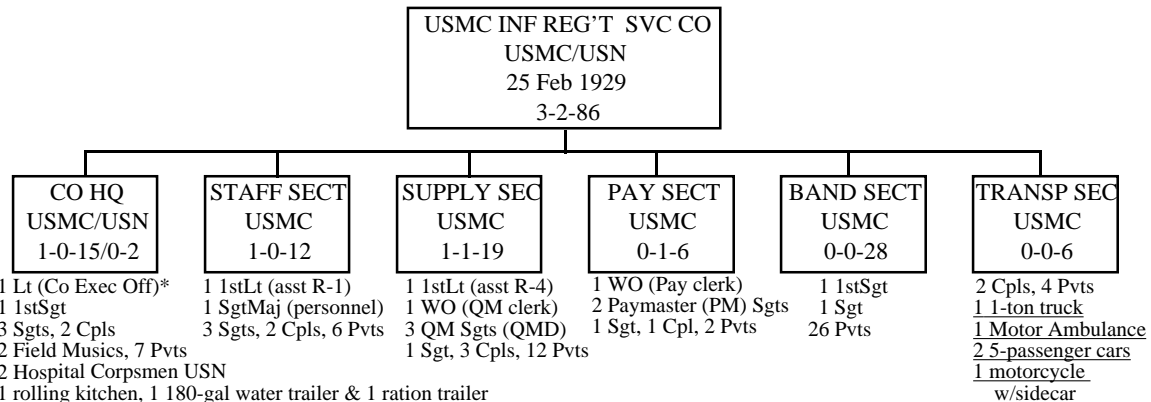 USMC INF REG'T SVC CO
USMC/USN
25 Feb 1929
3-2-86
CO HQ
USMC/USN
1-0-15/0-2
1 Lt (Co Exec Off)*
1 1stSgt
3 Sgts, 2 Cpls
2 Field Musics, 7 Pvts
2 Hospital Corpsmen USN
1 rolling kitchen, 1 180-gal water trailer & 1 ration trailer
STAFF SECT
USMC
1-0-12
1 1stLt (asst R-1)
1 SgtMaj (personnel)
3 Sgts, 2 Cpls, 6 Pvts
SUPPLY SEC
USMC
1-1-19
1 1stLt (asst R-4)
1 WO (QM clerk)
3 QM Sgts (QMD)
1 Sgt, 3 Cpls, 12 Pvts
PAY SECT
USMC
0-1-6
1 WO (Pay clerk)
2 Paymaster (PM) Sgts
1 Sgt, 1 Cpl, 2 Pvts
BAND SECT
USMC
0-0-28
1 1stSgt
1 Sgt
26 Pvts
TRANSP SEC
USMC
0-0-6
2 Cpls, 4 Pvts
1 1-ton truck
1 Motor Ambulance
2 5-passenger cars
1 motorcycle
w/sidecar